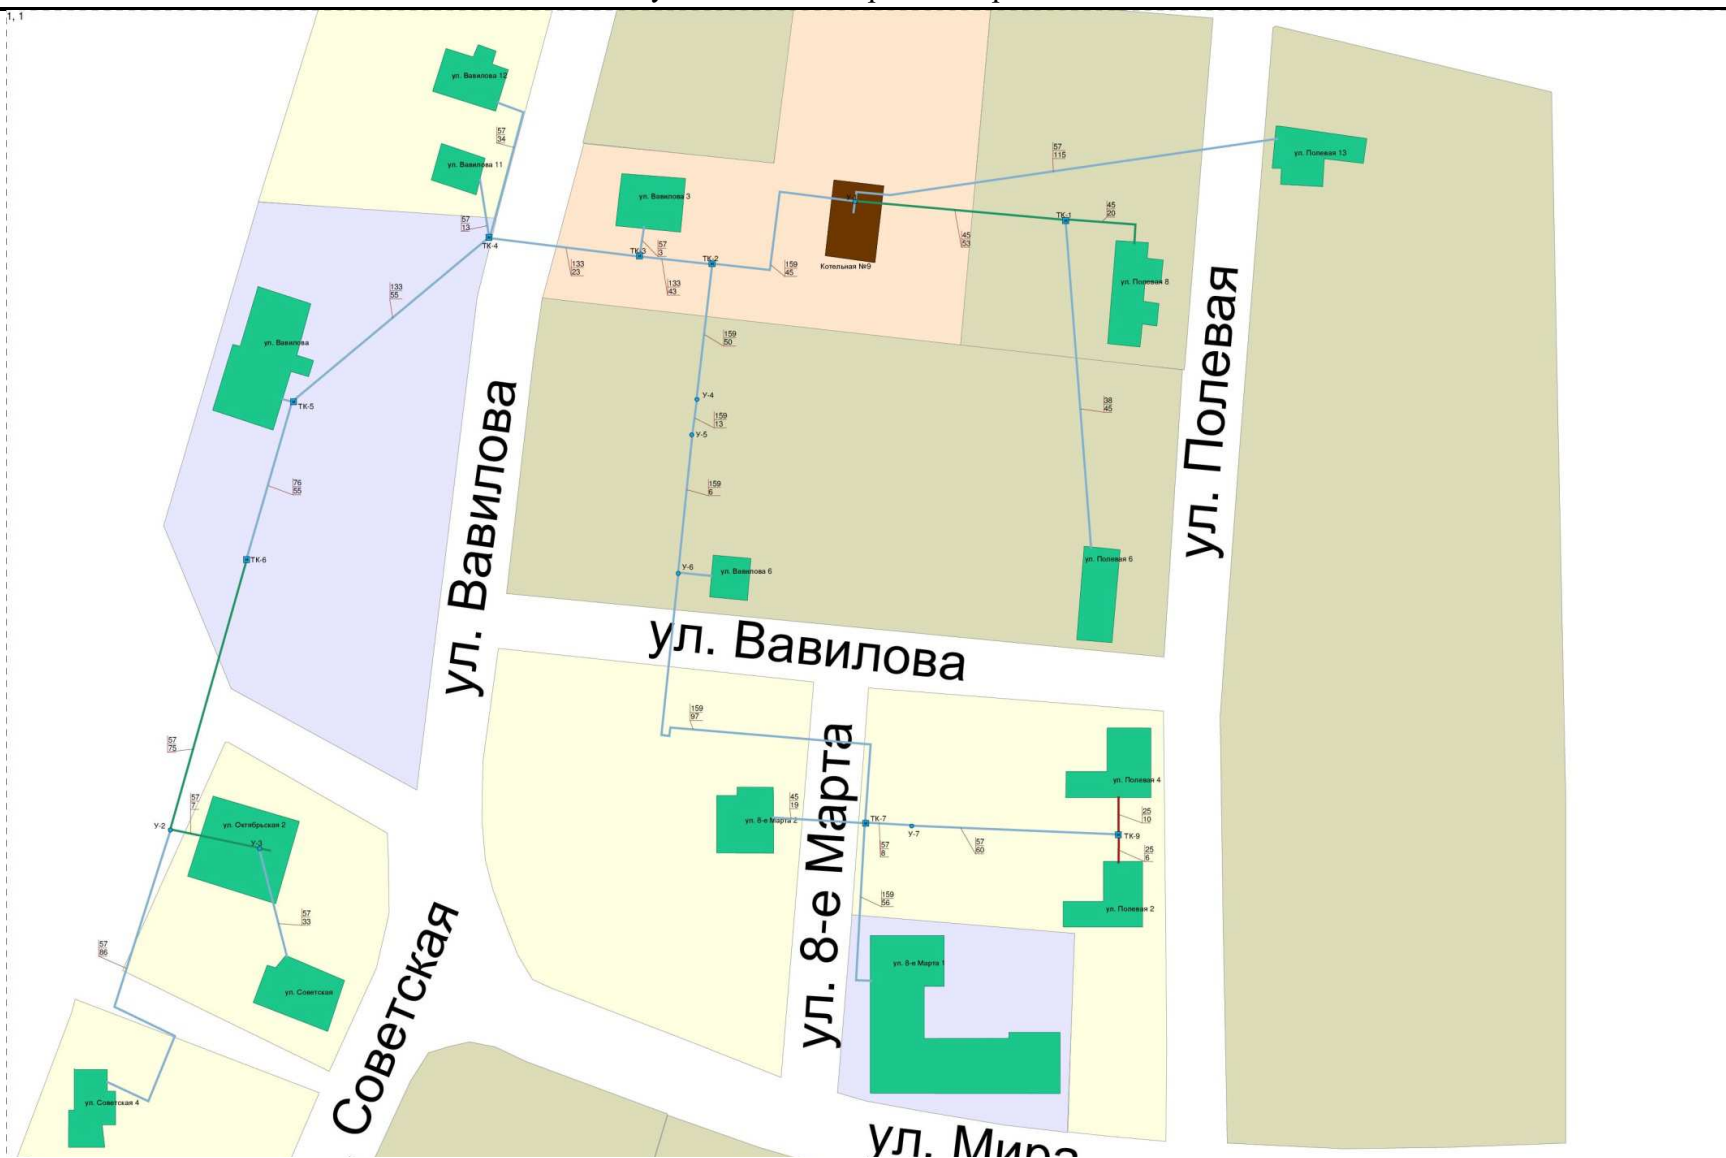 1, 1
ул. Вавилова 12
57
34
ул. Вавилова 11
57
13
ТК-4
ул. Вавилова 3
ТК-3
57
3
ТК-2
133
23
133
43
159
45
Котельная №9
57
115
ул. Полевая 13
45
53
ТК-1
45
20
ул. Полевая 8
133
55
ул. Вавилова
ТК-5
159
50
У-4
159
13
У-5
159
6
38
45
ул. Полевая
ул. Вавилова
76
55
ТК-6
У-6
ул. Вавилова 6
ул. Полевая 6
ул. Вавилова
159
97
57
75
57
7
У-2
ул. Октябрьская 2
У-3
ул. 8-е Марта
45
19
ул. 8-е Марта 2
ТК-7
57
8
У-7
57
60
ул. Полевая 4
25
10
ТК-9
25
6
ул. Полевая 2
159
56
57
33
57
86
ул. Советская
Советская
ул. 8-е Марта 1
ул. Советская 4
ул. Мира